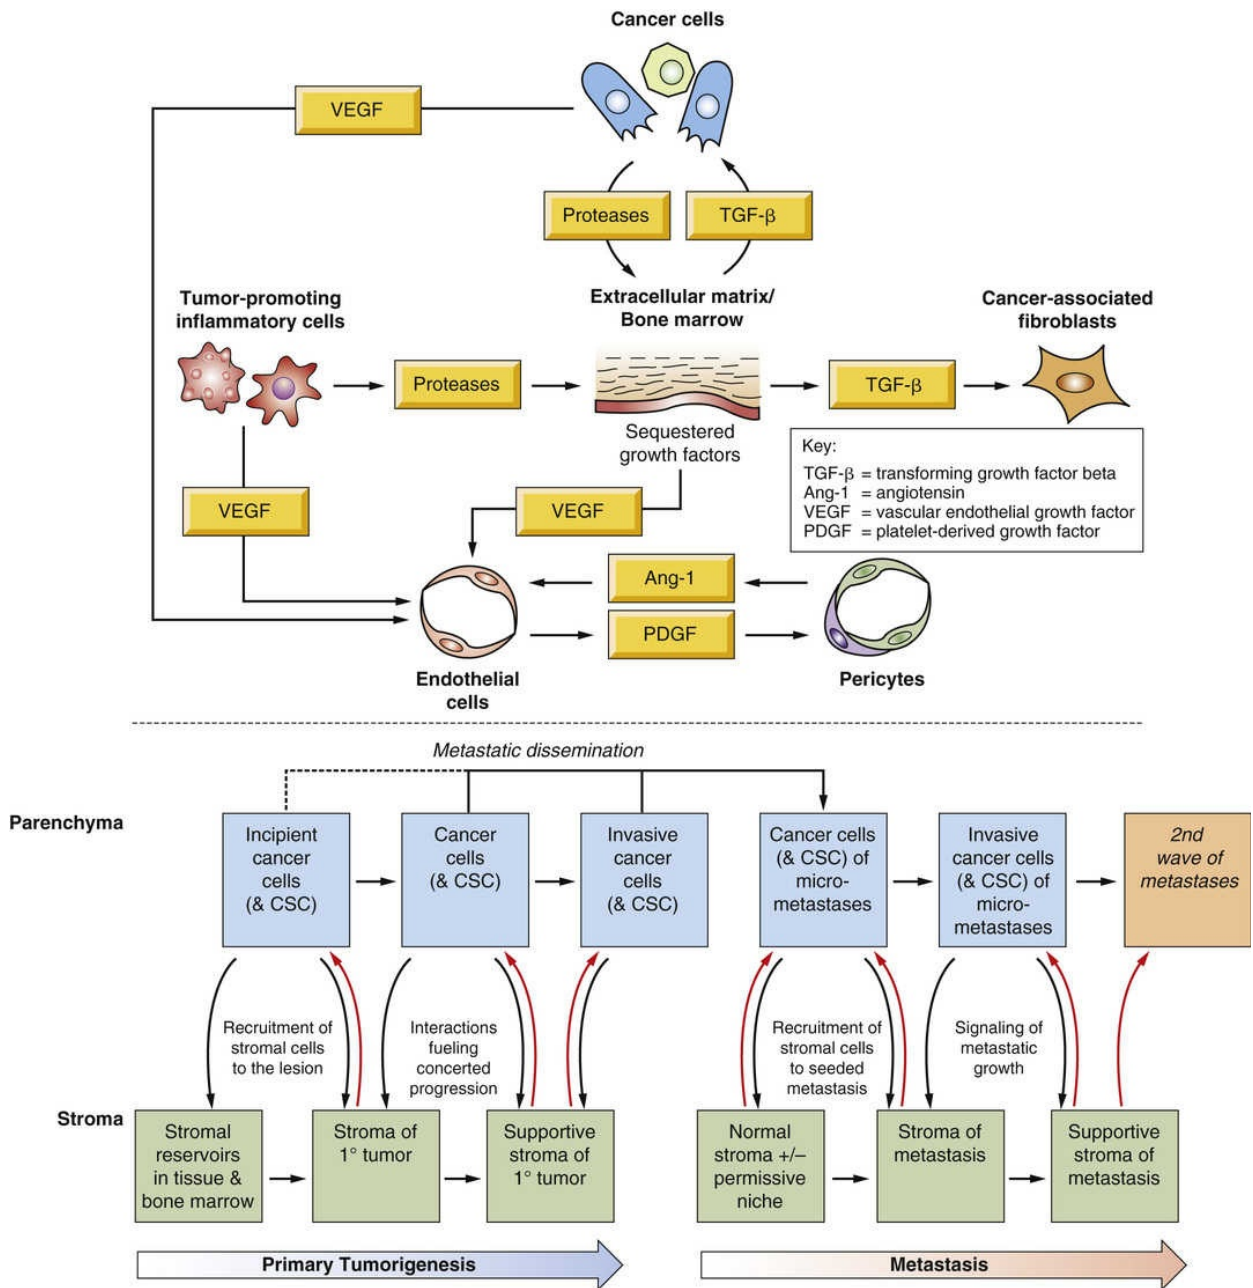 Cancer cells
VEGF
Proteases
TGF-β
Tumor-promoting
inflammatory cells
Extracellular matrix/
Bone marrow
Cancer-associated
fibroblasts
Proteases
TGF-β
Sequestered
growth factors
Key:
TGF-β = transforming growth factor beta
Ang-1 = angiotensin
VEGF = vascular endothelial growth factor
PDGF = platelet-derived growth factor
VEGF
VEGF
Ang-1
PDGF
Endothelial
cells
Pericytes
Metastatic dissemination
Parenchyma
Incipient
cancer
cells
(& CSC)
Cancer
cells
(& CSC)
Invasive
cancer
cells
(& CSC)
Cancer cells
(& CSC) of
micro-
metastases
Invasive
cancer cells
(& CSC) of
micro-
metastases
2nd
wave of
metastases
Recruitment of
stromal cells
to the lesion
Interactions
fueling
concerted
progression
Recruitment of
stromal cells
to seeded
metastasis
Signaling of
metastatic
growth
Stroma
Stromal
reservoirs
in tissue &
bone marrow
Stroma of
1° tumor
Supportive
stroma of
1° tumor
Normal
stroma +/–
permissive
niche
Stroma of
metastasis
Supportive
stroma of
metastasis
Primary Tumorigenesis
Metastasis